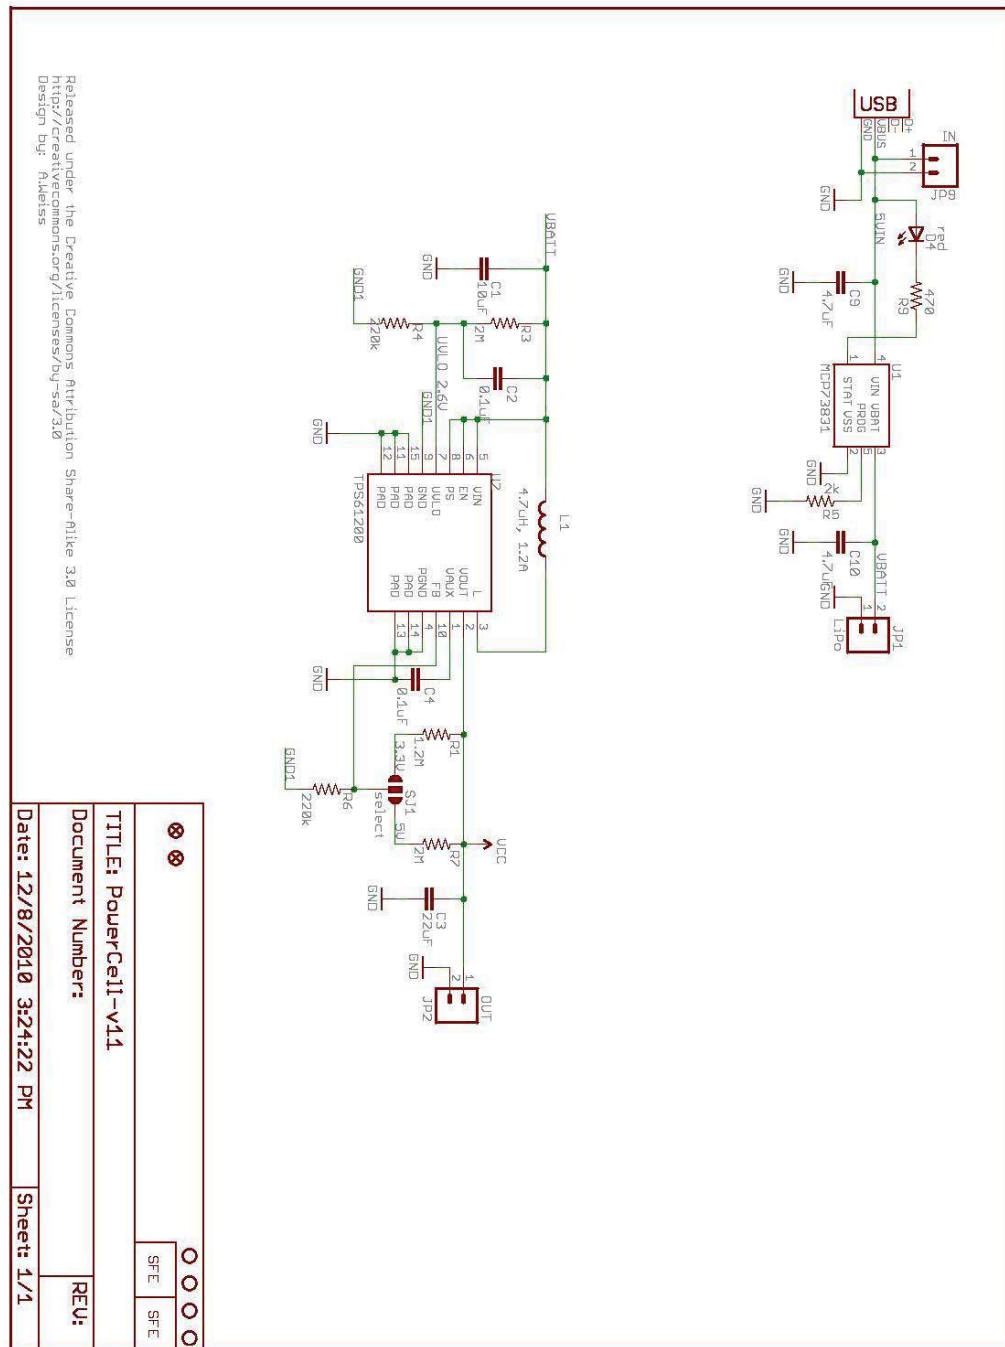 USB
D+
D-
VBUS
GND
IN
1
2
JP9
GND
5VIN
red
D4
470
R9
GND
C9
4.7uF
U1
4
1
VIN VBAT
PROG
STAT VSS
MCP73831
3
5
2
GND
2k
R5
GND
GND
C10
4.7uF
VBATT
GND
2
1
JP1
LiPo
VBATT
GND
C1
10uF
GND1
R4
220k
R3
2M
UVLO 2.6V
C2
0.1uF
GND1
GND
L1
4.7uH, 1.2A
U2
5
6
8
7
9
15
11
12
VIN
EN
PS
UVLO
GND
PAD
PAD
PAD
TPS61200
L
VOUT
VAUX
FB
PGND
PAD
PAD
3
2
1
10
4
14
13
GND
C4
0.1uF
R1
1.2M
3.3V
SJ1
select
5V
GND1
R6
220k
R7
2M
VCC
GND
C3
22uF
GND
1
2
OUT
JP2
Released under the Creative Commons Attribution Share-Alike 3.0 License
http://creativecommons.org/licenses/by-sa/3.0
Design by: A.Weiss
SFE
SFE
TITLE: PowerCell-v11
Document Number:
REV:
Date: 12/8/2010 3:24:22 PM
Sheet: 1/1